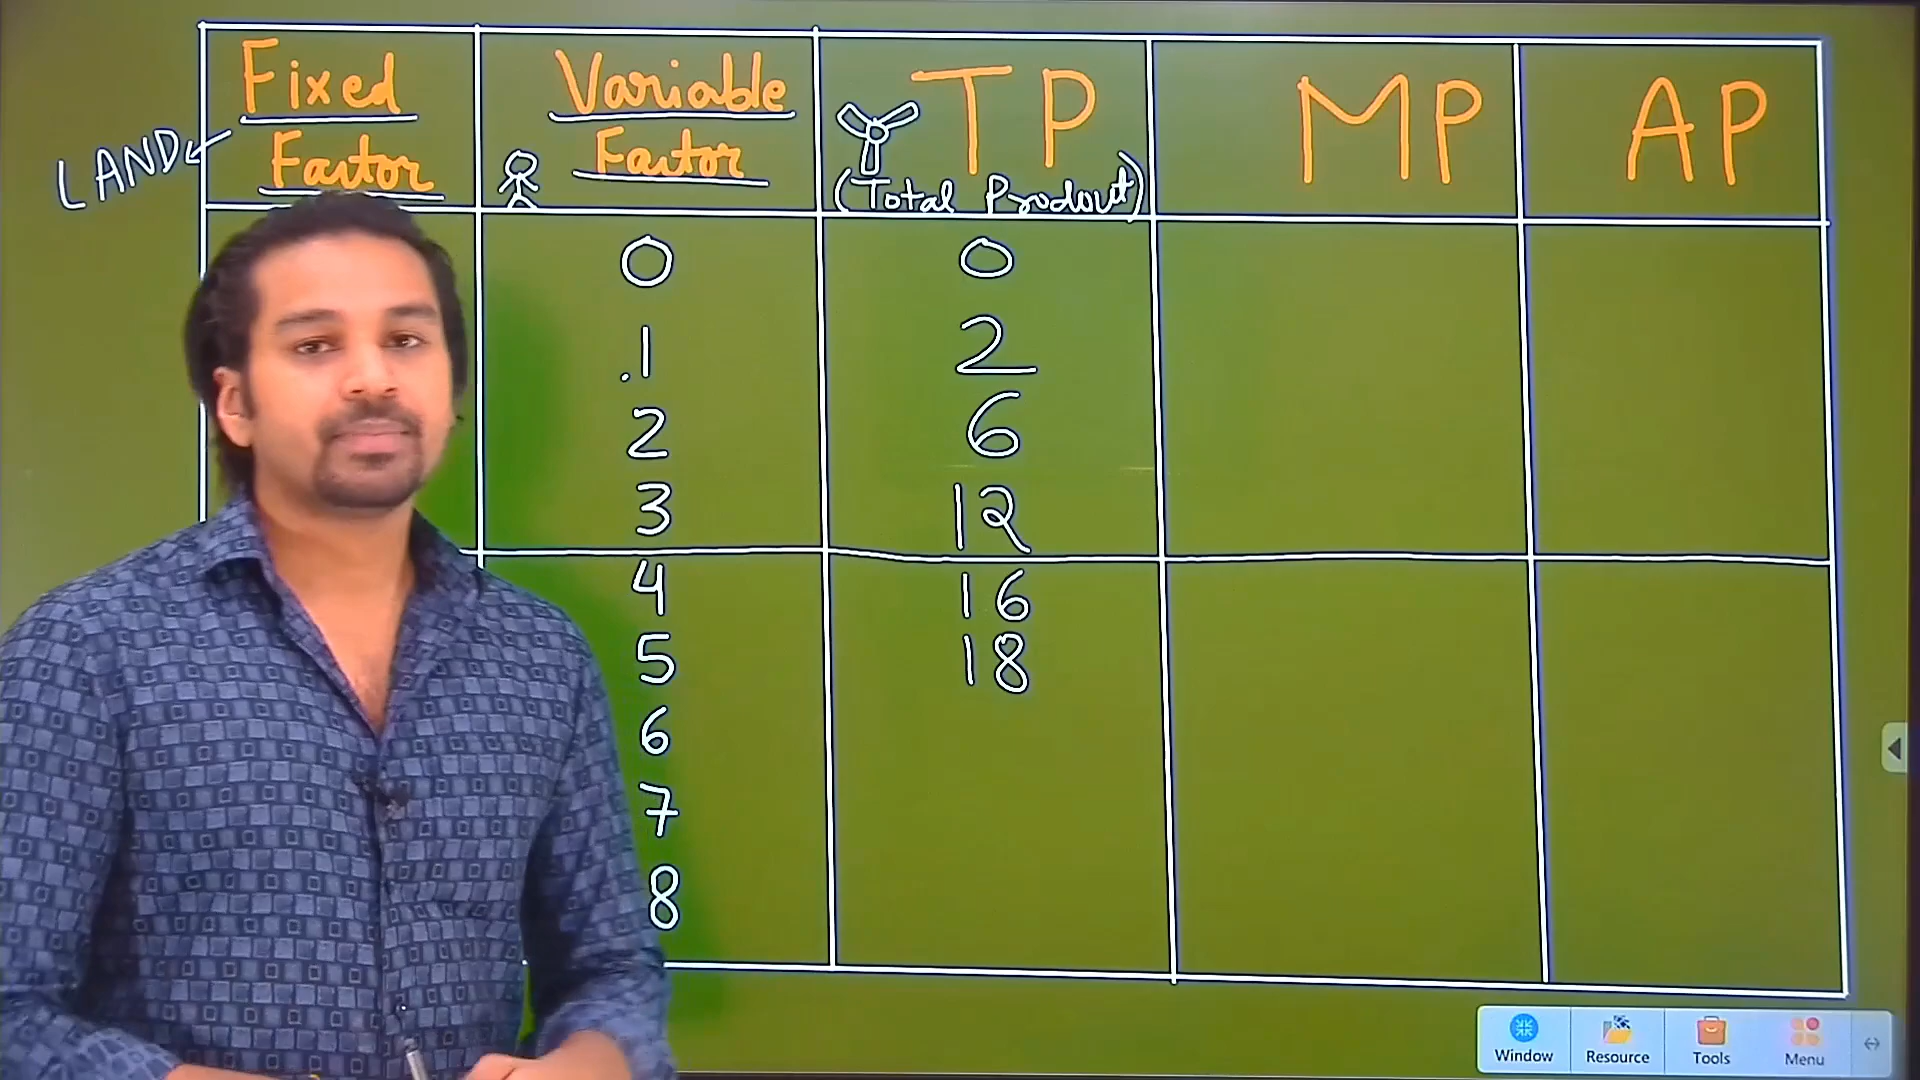 Fixed Factor
Variable Factor
TP
MP
AP
LAND
(Total Product)
0 0
1 2
2 6
3 12
4 16
5 18
6
7
8
Window Resource Tools Menu